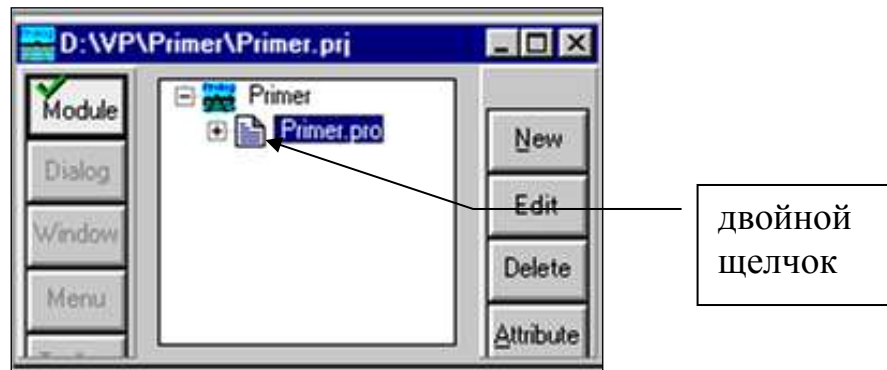 D:\VP\Primer\Primer.prj
Module
Dialog
Window
Menu
Primer
Primer.pro
New
Edit
Delete
Attribute
двойной
щелчок